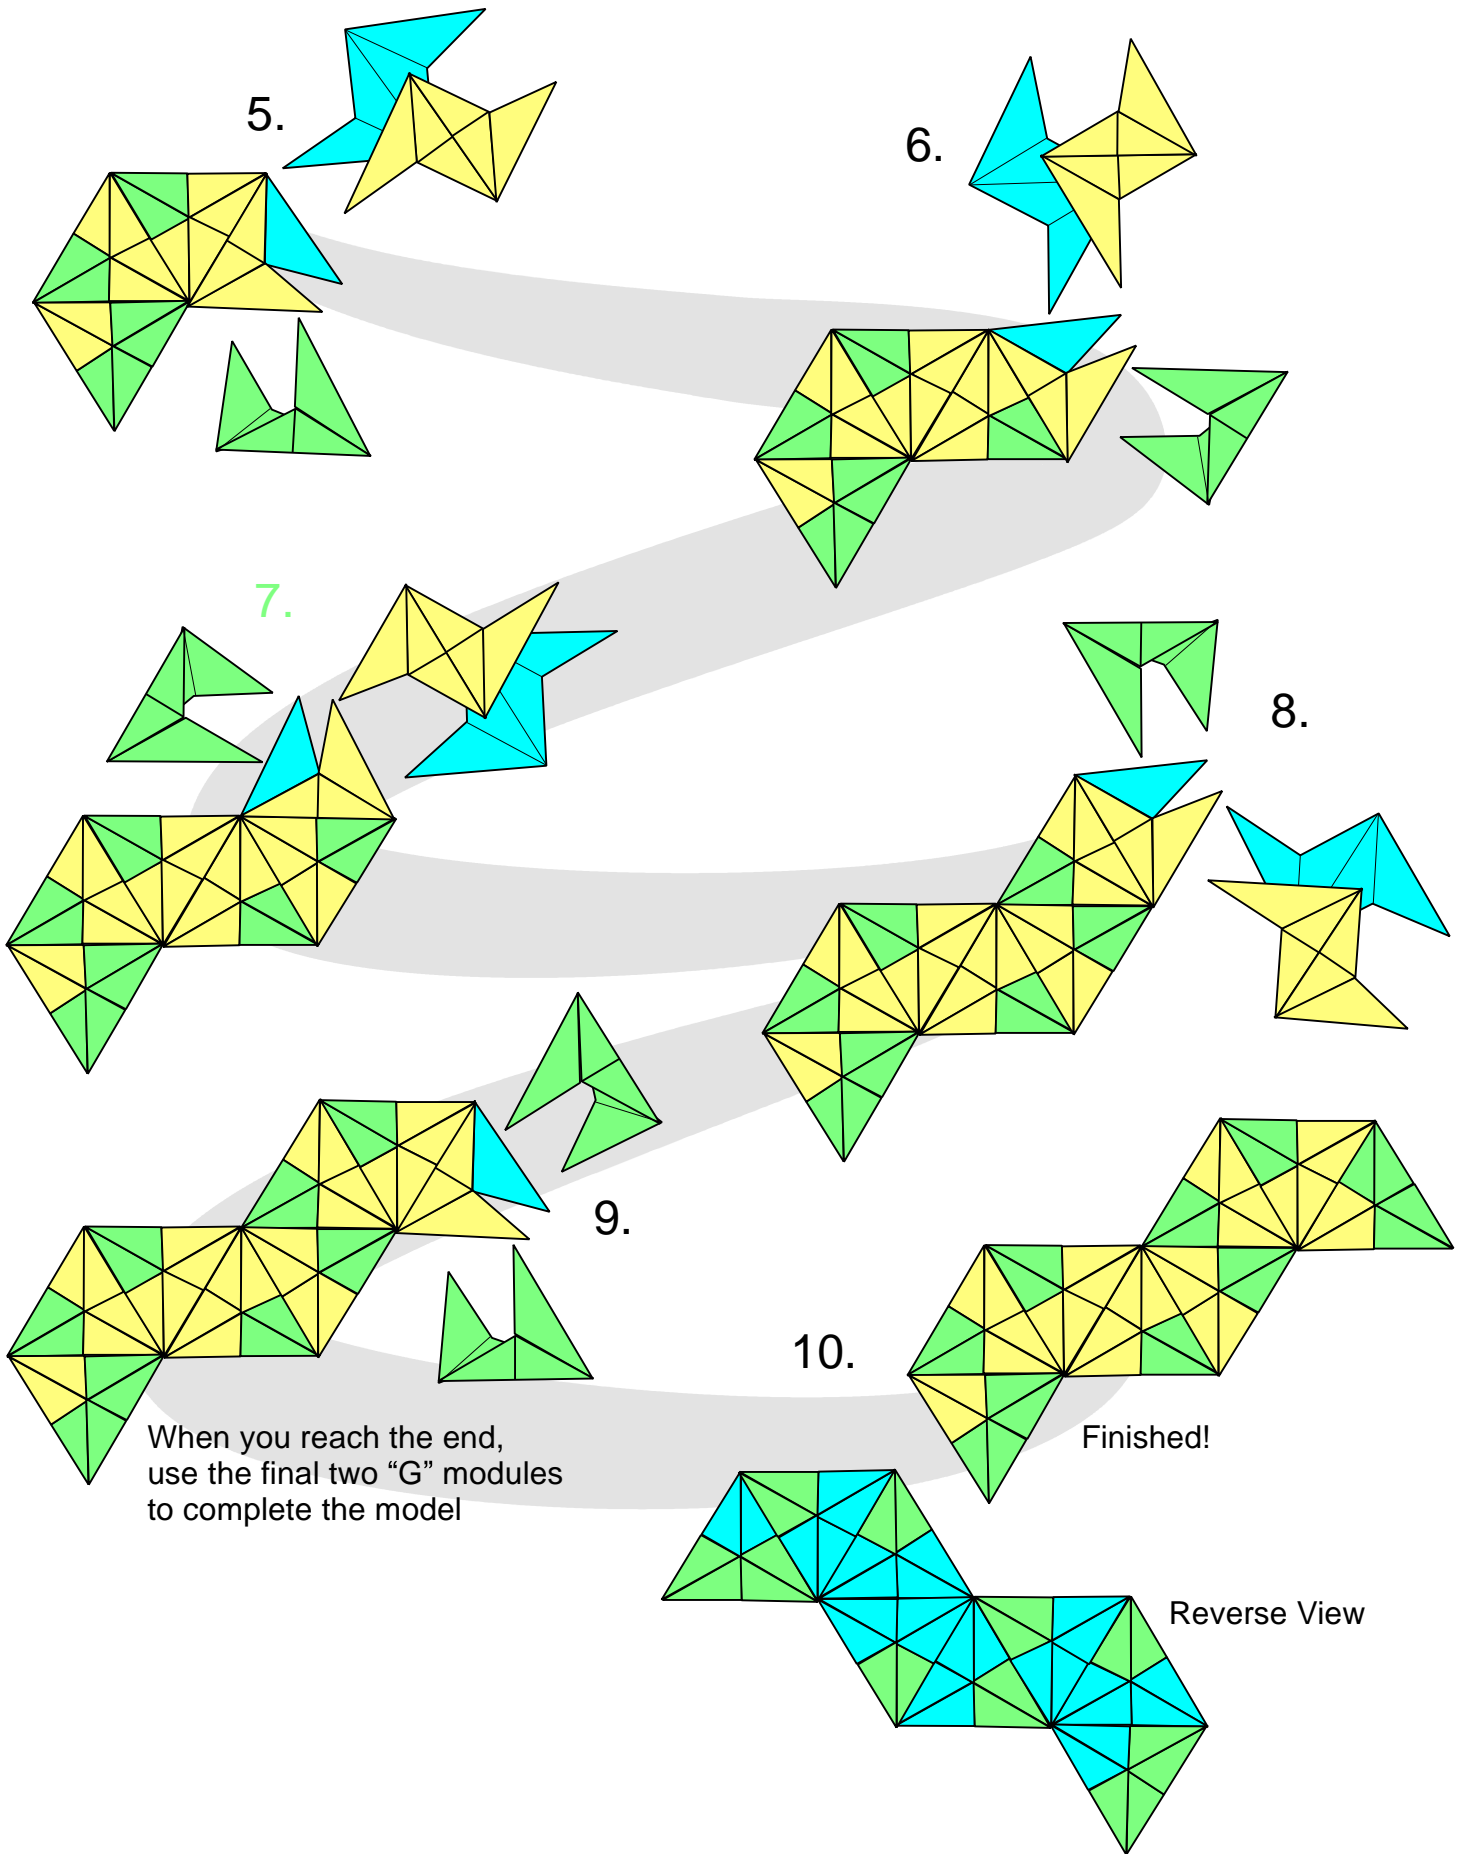 5.
6.
7.
8.
9.
10.
When you reach the end,
use the final two “G” modules
to complete the model
Finished!
Reverse View